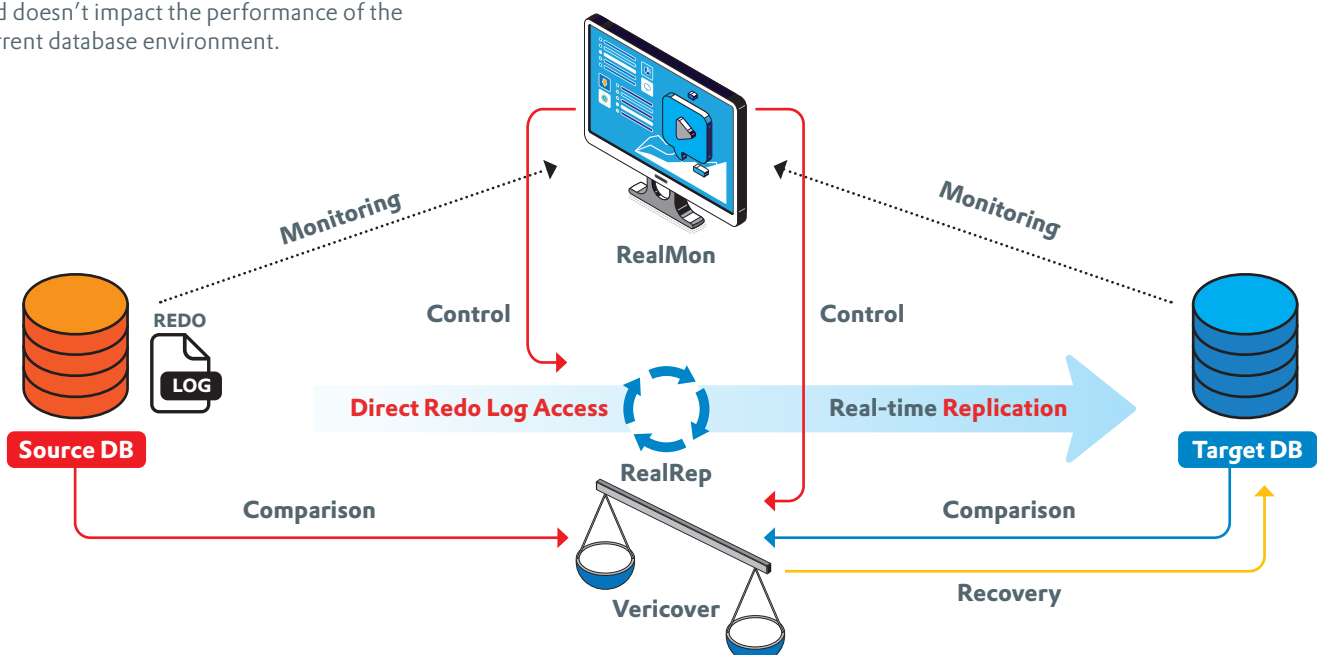 doesn't impact the performance of the
database environment.
Monitoring
Monitoring
RealMon
REDO
LOG
Control
Control
Direct Redo Log Access
Real-time Replication
Source DB
Target DB
RealRep
Comparison
Comparison
Vericover
Recovery